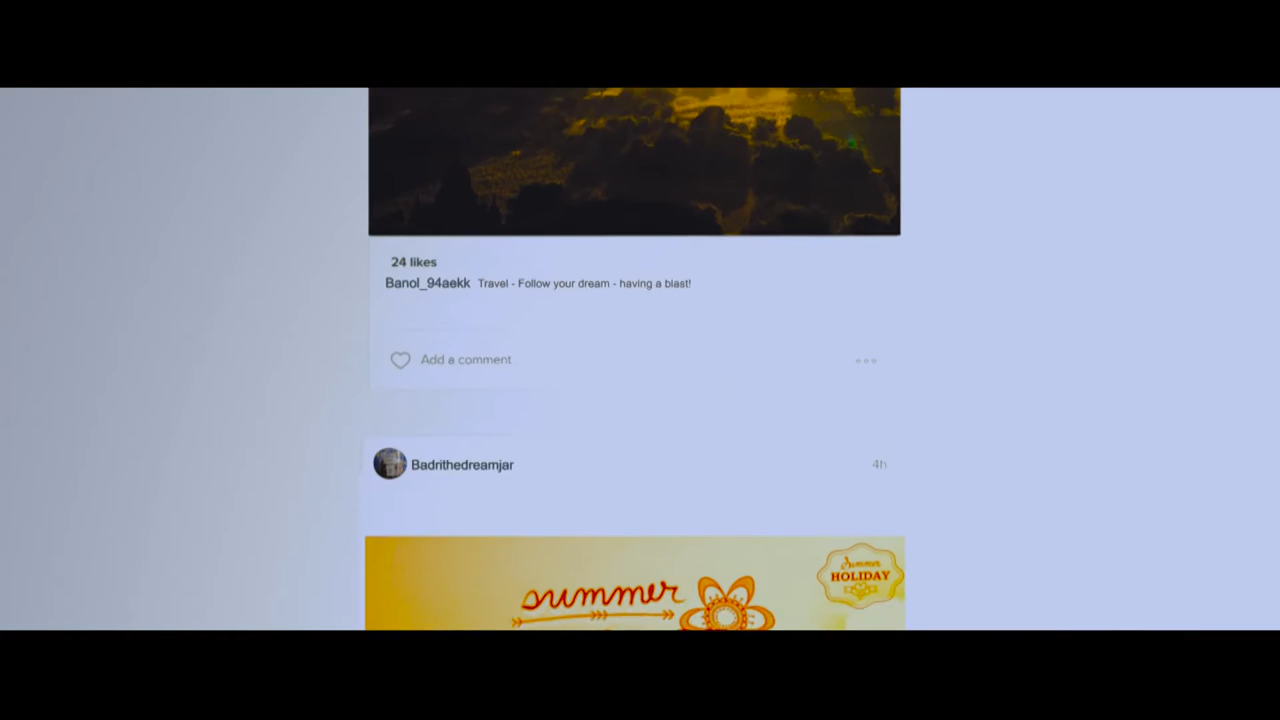 24 likes
Banol_94aekk Travel - Follow your dream - having a blast!
Add a comment
Badrithedreamjar 4h
Summer
HOLIDAY
summer